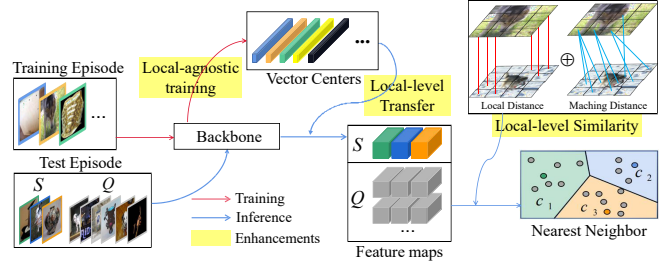 Training Episode
...
Test Episode
S
Q
Local-agnostic
training
Backbone
...
Vector Centers
Local-level
Transfer
Training
Inference
Enhancements
S
Q
...
Feature maps
⊕
Local Distance
Maching Distance
Local-level Similarity
C 1
C 2
C 3
Nearest Neighbor